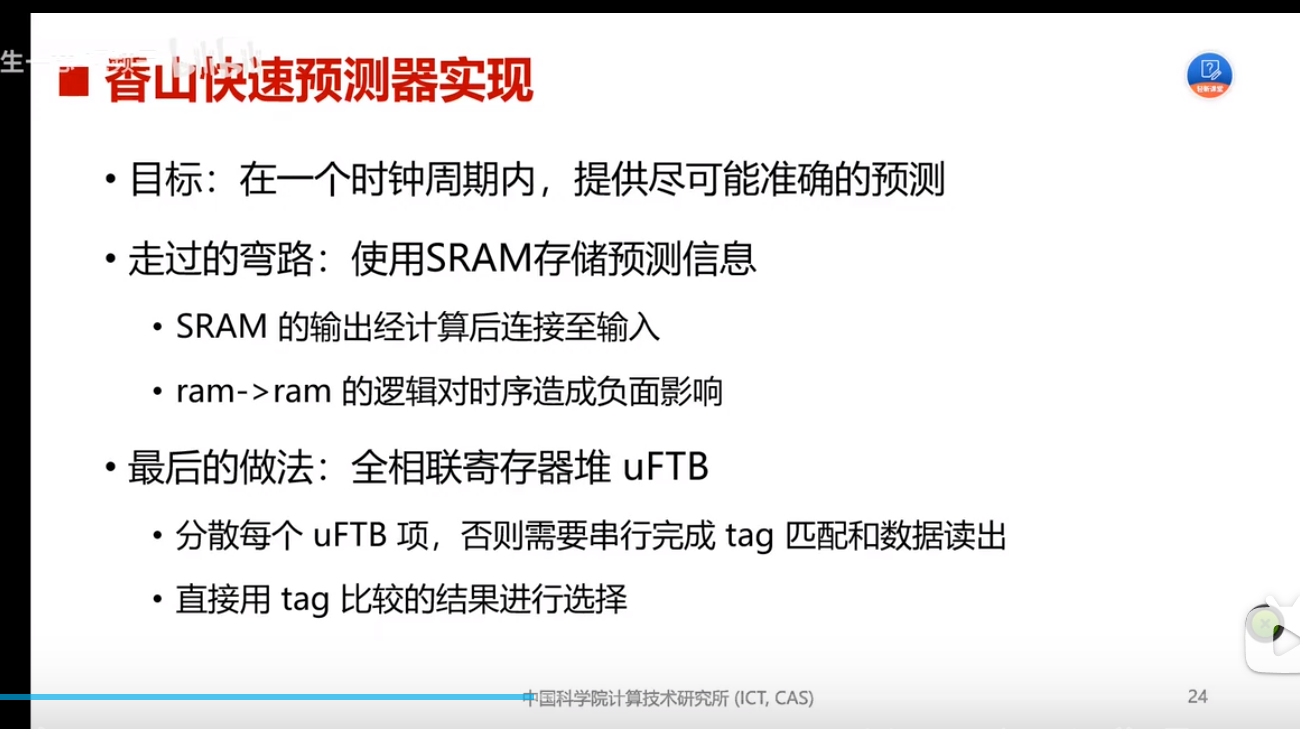 香山快速预测器实现
轻新课堂
• 目标：在一个时钟周期内，提供尽可能准确的预测
• 走过的弯路：使用SRAM存储预测信息
• SRAM 的输出经计算后连接至输入
• ram->ram 的逻辑对时序造成负面影响
• 最后的做法：全相联寄存器堆 uFTB
• 分散每个 uFTB 项，否则需要串行完成 tag 匹配和数据读出
• 直接用 tag 比较的结果进行选择
中国科学院计算技术研究所 (ICT, CAS)
24